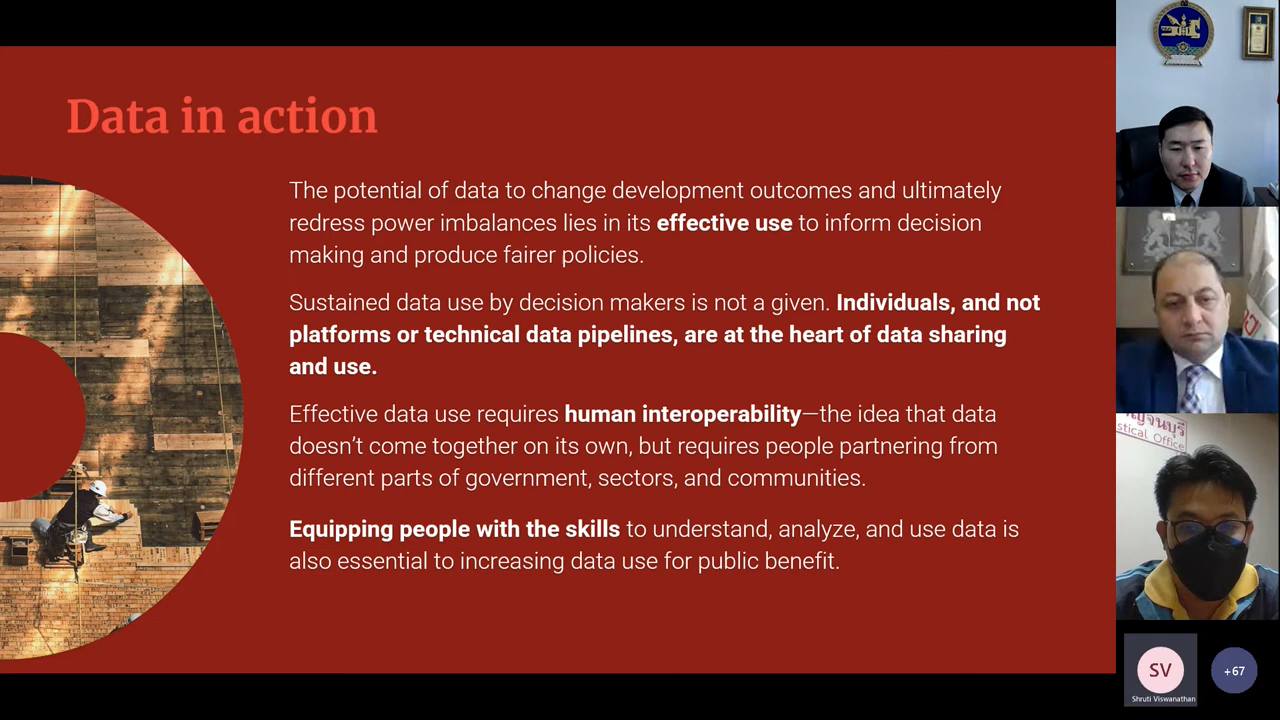 Data in action
The potential of data to change development outcomes and ultimately
redress power imbalances lies in its effective use to inform decision
making and produce fairer policies.
Sustained data use by decision makers is not a given. Individuals, and not
platforms or technical data pipelines, are at the heart of data sharing
and use.
Effective data use requires human interoperability—the idea that data
doesn’t come together on its own, but requires people partnering from
different parts of government, sectors, and communities.
Equipping people with the skills to understand, analyze, and use data is
also essential to increasing data use for public benefit.
stical Office
SV
Shruti Viswanathan
+67